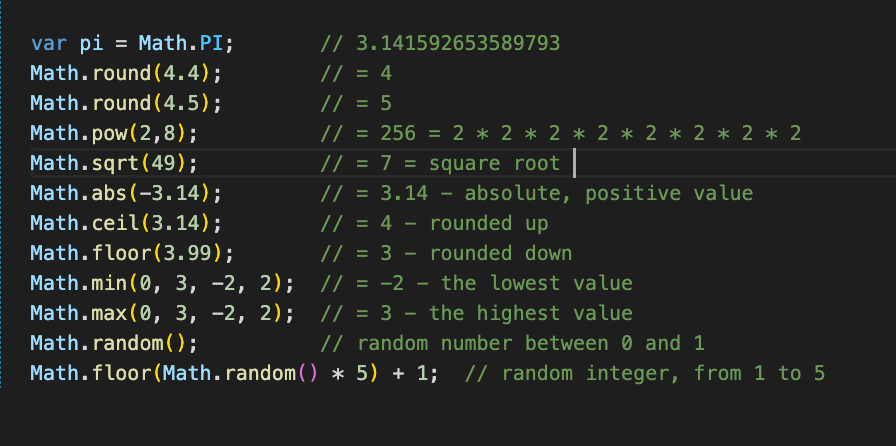 var pi = Math.PI;       // 3.141592653589793
Math.round(4.4);        // = 4
Math.round(4.5);        // = 5
Math.pow(2,8);          // = 256 = 2 * 2 * 2 * 2 * 2 * 2 * 2 * 2
Math.sqrt(49);          // = 7 = square root
Math.abs(-3.14);        // = 3.14 - absolute, positive value
Math.ceil(3.14);        // = 4 - rounded up
Math.floor(3.99);       // = 3 - rounded down
Math.min(0, 3, -2, 2);  // = -2 - the lowest value
Math.max(0, 3, -2, 2);  // = 3 - the highest value
Math.random();          // random number between 0 and 1
Math.floor(Math.random() * 5) + 1;  // random integer, from 1 to 5